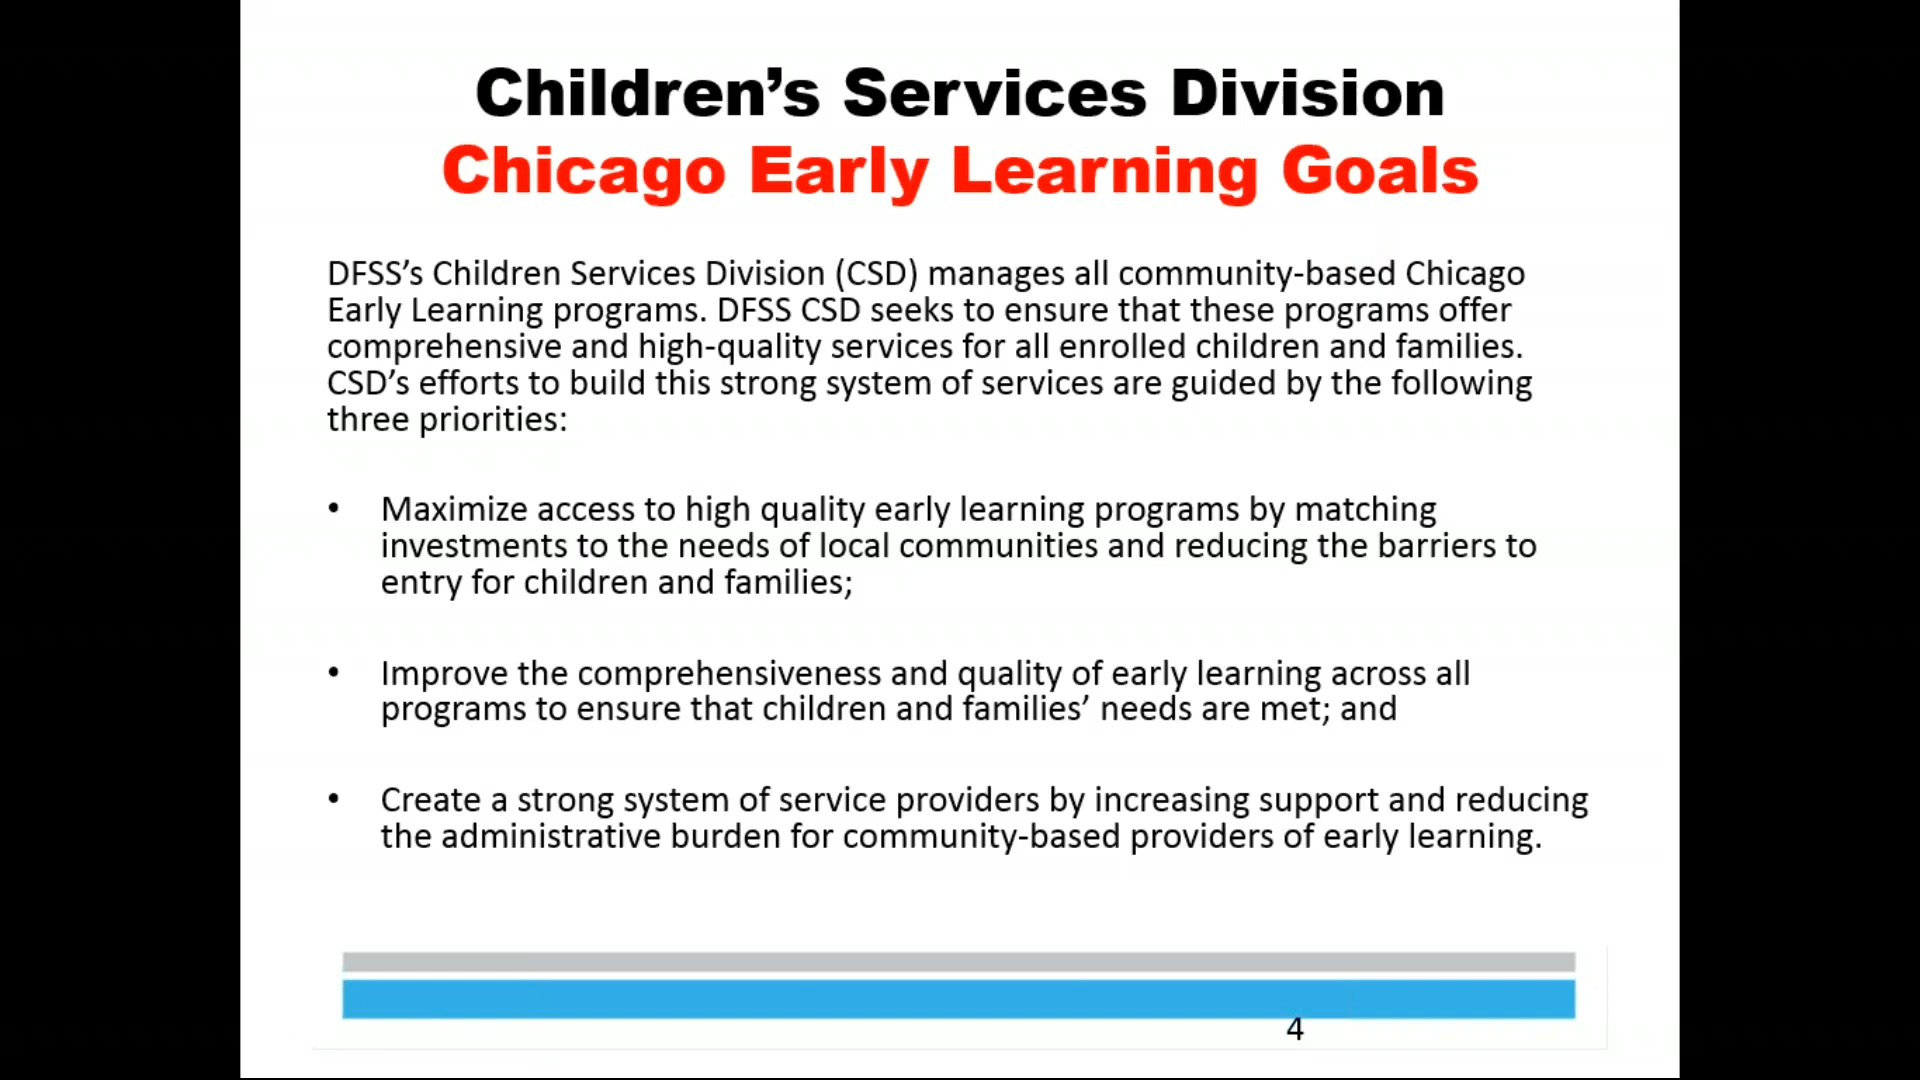 Children’s Services Division
Chicago Early Learning Goals
DFSS’s Children Services Division (CSD) manages all community-based Chicago
Early Learning programs. DFSS CSD seeks to ensure that these programs offer
comprehensive and high-quality services for all enrolled children and families.
CSD’s efforts to build this strong system of services are guided by the following
three priorities:
• Maximize access to high quality early learning programs by matching
investments to the needs of local communities and reducing the barriers to
entry for children and families;
• Improve the comprehensiveness and quality of early learning across all
programs to ensure that children and families’ needs are met; and
• Create a strong system of service providers by increasing support and reducing
the administrative burden for community-based providers of early learning.
4